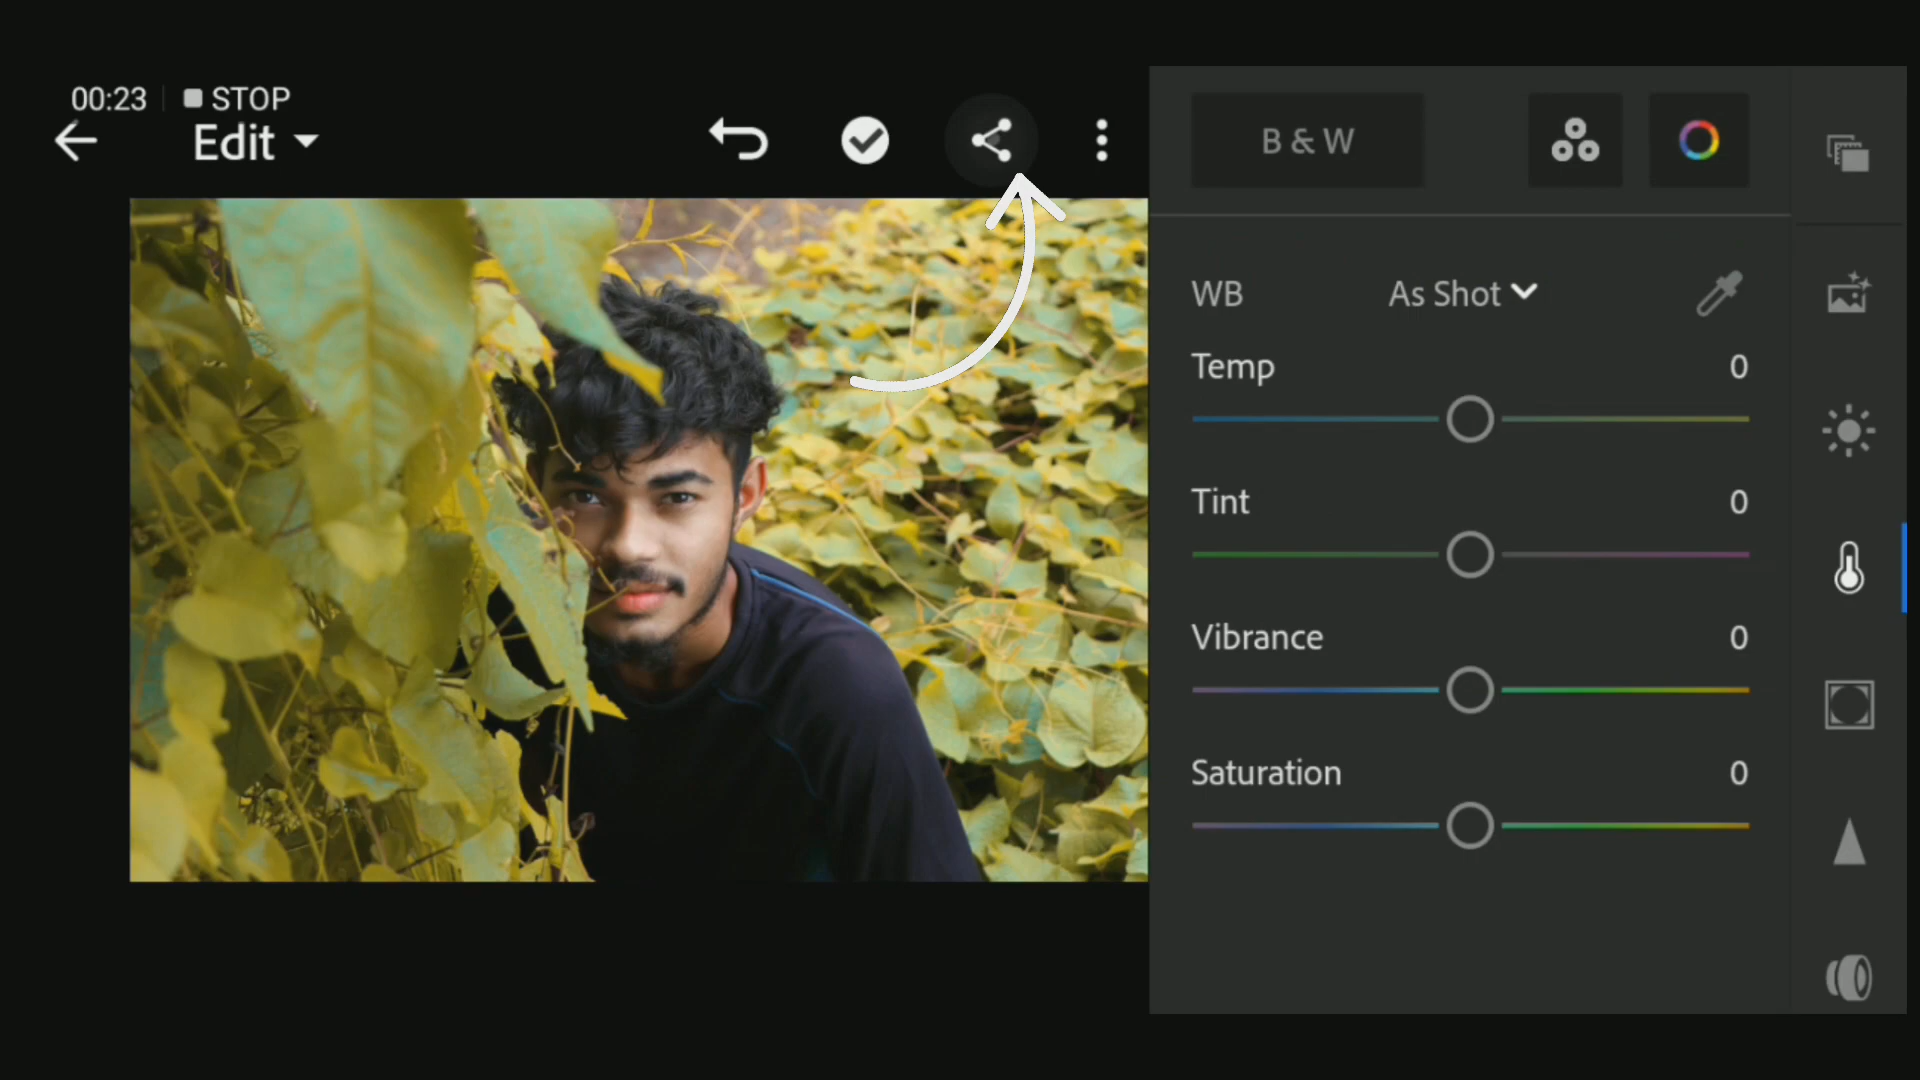 00:23 STOP
Edit
B & W
WB As Shot
Temp 0
Tint 0
Vibrance 0
Saturation 0